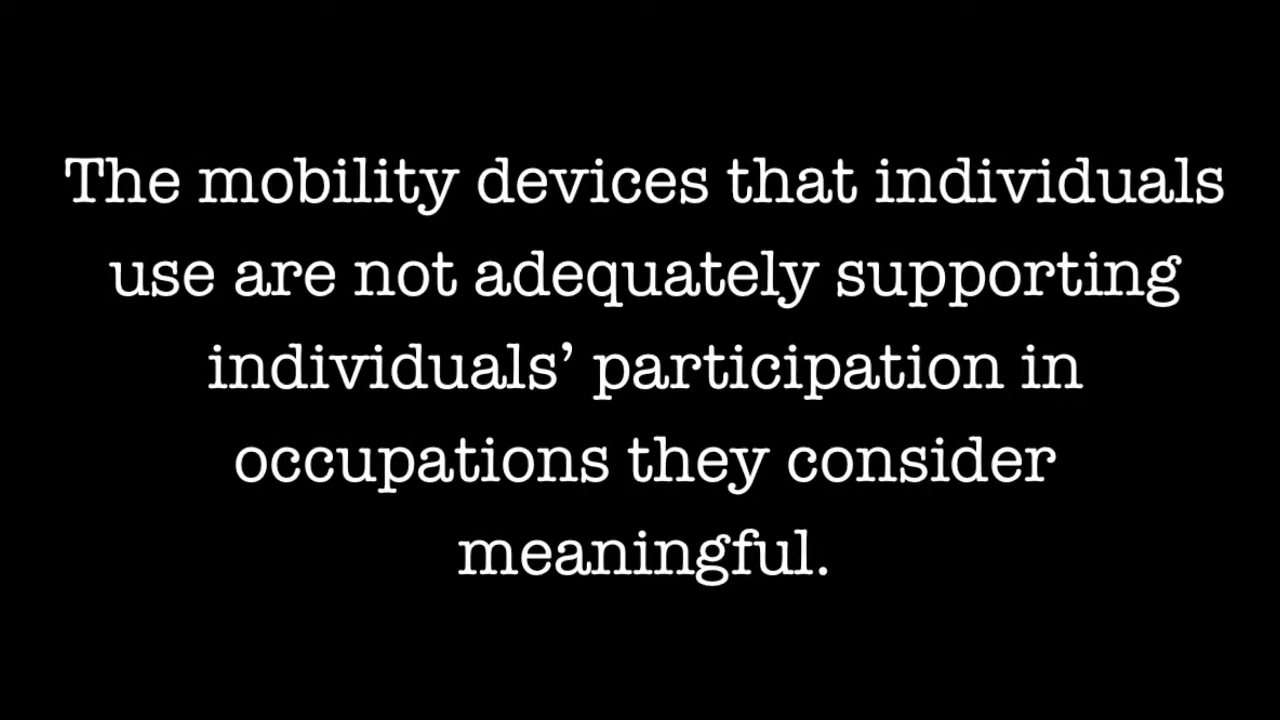 The mobility devices that individuals
use are not adequately supporting
individuals’ participation in
occupations they consider
meaningful.